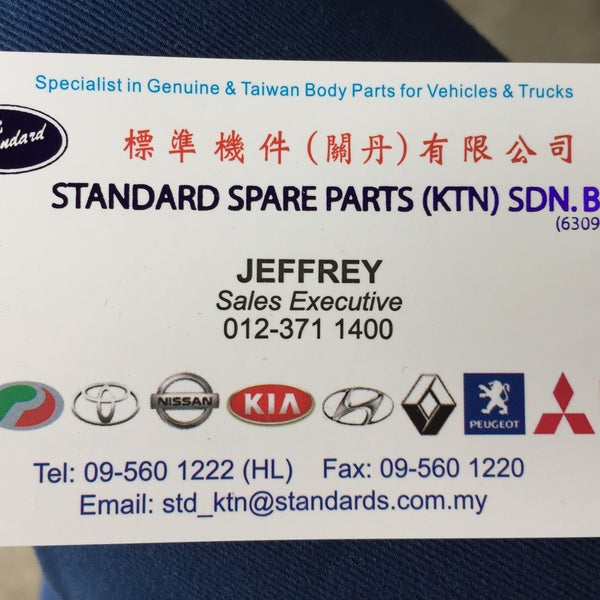 Specialist in Genuine & Taiwan Body Parts for Vehicles & Trucks
標準機件(關丹)有限公司
STANDARD SPARE PARTS (KTN) SDN. B
(6309
JEFFREY
Sales Executive
012-371 1400
NISSAN
KIA
PEUGEOT
Tel: 09-560 1222 (HL) Fax: 09-560 1220
Email: std_ktn@standards.com.my